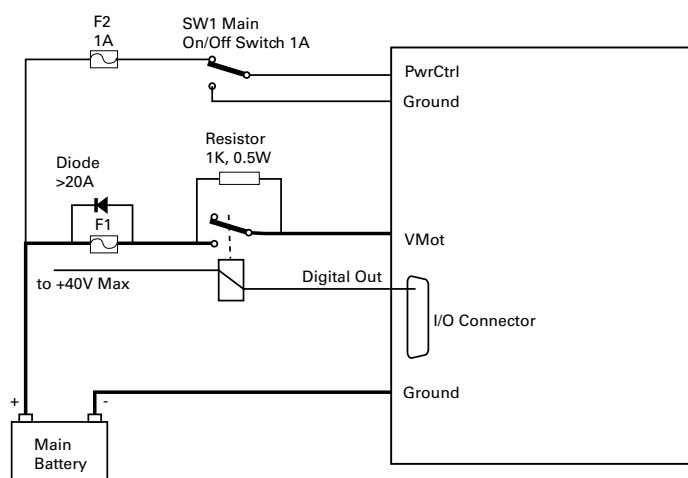 F2
1A
SW1 Main
On/Off Switch 1A
PwrCtrl
Ground
Resistor
1K, 0.5W
Diode
>20A
F1
VMot
to +40V Max
Digital Out
I/O Connector
Ground
+
-
Main
Battery